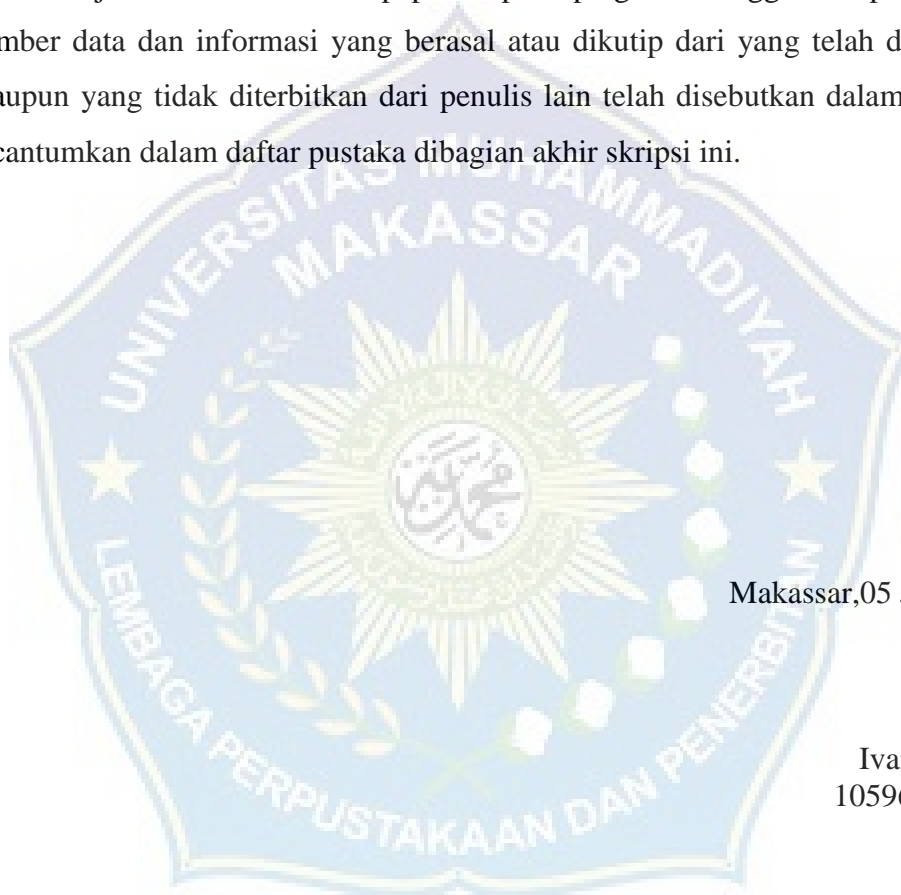 mber data dan informasi yang berasal atau dikutip dari yang telah d
aupun yang tidak diterbitkan dari penulis lain telah disebutkan dalam
cantumkan dalam daftar pustaka dibagian akhir skripsi ini.
UNIVERSITAS MUHAMMADIYAH
MAKASSAR
Makassar,05
Iva
1059
LEMBAGA PERPUSTAKAAN DAN PENERBITAN